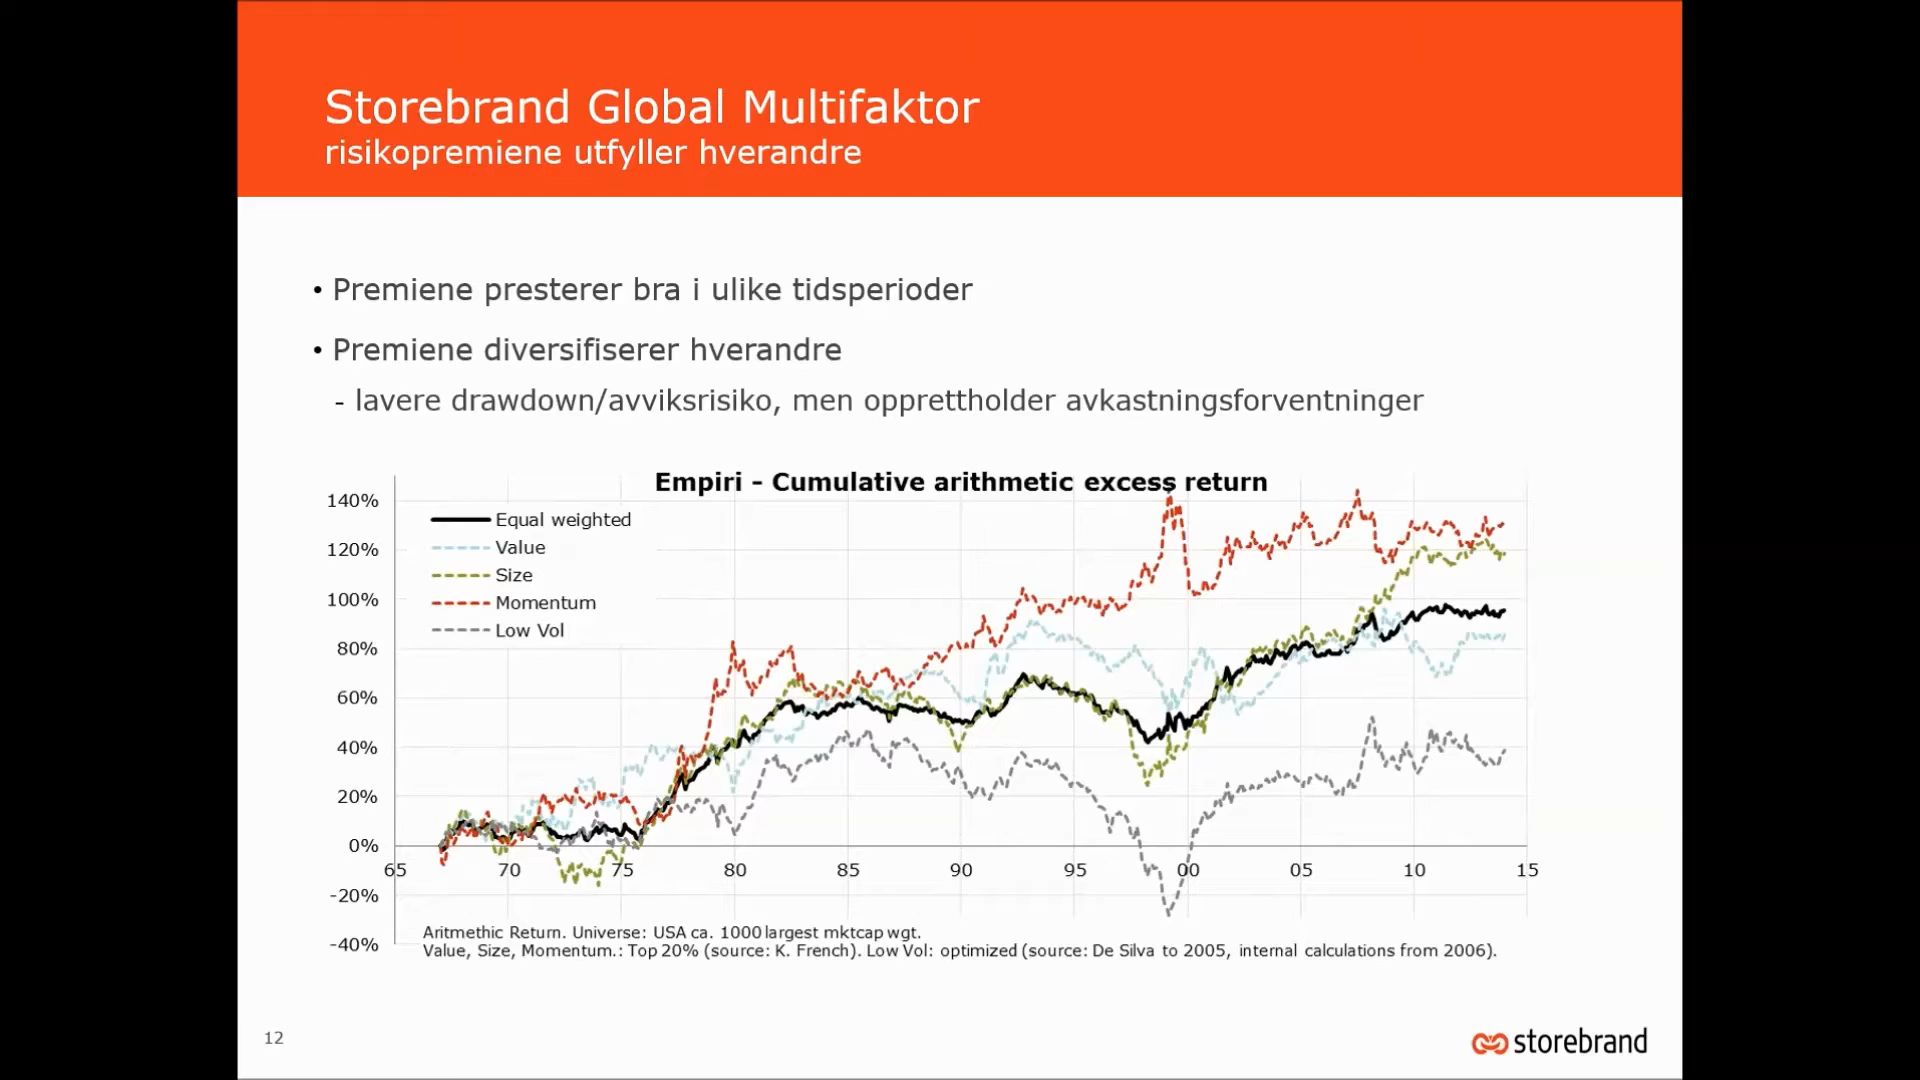 Storebrand Global Multifaktor
risikopremiene utfyller hverandre
• Premiene presterer bra i ulike tidsperioder
• Premiene diversifiserer hverandre
- lavere drawdown/avviksrisiko, men opprettholder avkastningsforventninger
Empiri – Cumulative arithmetic excess return
140%
120%
100%
80%
60%
40%
20%
0%
-20%
-40%
Equal weighted
Value
Size
Momentum
Low Vol
65 70 75 80 85 90 95 00 05 10 15
Aritmethic Return. Universe: USA ca. 1000 largest mktcap wgt.
Value, Size, Momentum.: Top 20% (source: K. French). Low Vol: optimized (source: De Silva to 2005, internal calculations from 2006).
12
storebrand